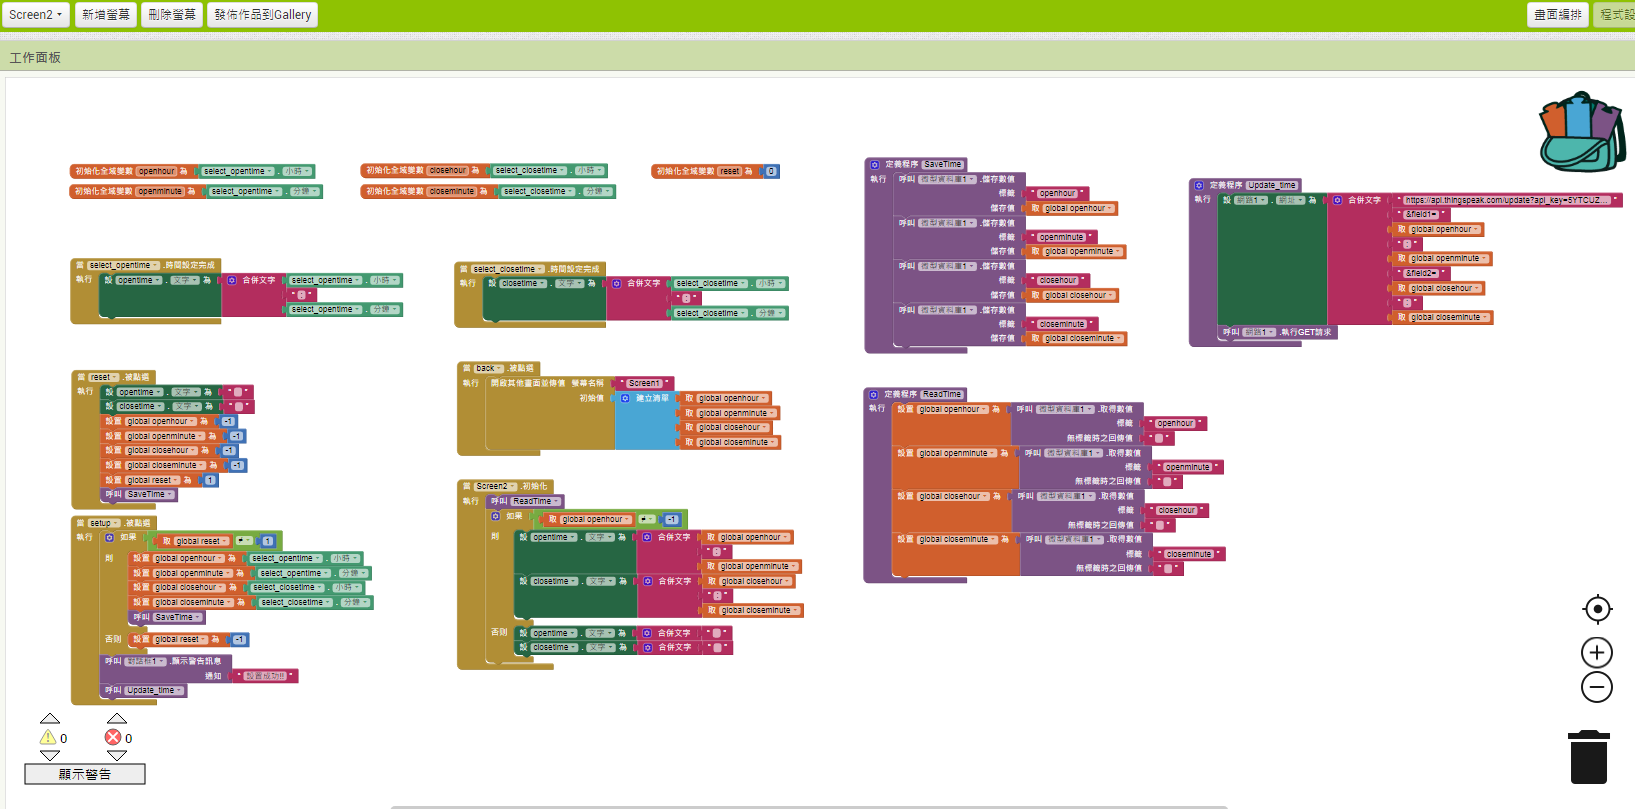 Screen2
新增螢幕
刪除螢幕
發佈作品到Gallery
畫面編排
程式設
工作面板
初始化全域變數 openhour 為 select_opentime . 小時
初始化全域變數 openminute 為 select_opentime . 分鐘
初始化全域變數 closehour 為 select_closetime . 小時
初始化全域變數 closeminute 為 select_closetime . 分鐘
初始化全域變數 reset 為 0
當 select_opentime .時間設定完成
執行 設 opentime . 文字 為 合併文字 select_opentime . 小時
" : "
select_opentime . 分鐘
當 select_closetime .時間設定完成
執行 設 closetime . 文字 為 合併文字 select_closetime . 小時
" : "
select_closetime . 分鐘
當 reset .被點選
執行 設 opentime . 文字 為 " "
設 closetime . 文字 為 " "
設置 global openhour 為 -1
設置 global openminute 為 -1
設置 global closehour 為 -1
設置 global closeminute 為 -1
設置 global reset 為 1
呼叫 SaveTime
當 setup .被點選
執行 如果 取 global reset ≠ 1
則 設置 global openhour 為 select_opentime . 小時
設置 global openminute 為 select_opentime . 分鐘
設置 global closehour 為 select_closetime . 小時
設置 global closeminute 為 select_closetime . 分鐘
呼叫 SaveTime
否則 設置 global reset 為 -1
呼叫 對話框1 .顯示警告訊息
通知 " 設置成功!! "
呼叫 Update_time
當 back .被點選
執行 開啟其他畫面並傳值 螢幕名稱 " Screen1 "
初始值 建立清單 取 global openhour
取 global openminute
取 global closehour
取 global closeminute
當 Screen2 .初始化
執行 呼叫 ReadTime
如果 取 global openhour ≠ -1
則 設 opentime . 文字 為 合併文字 取 global openhour
" : "
取 global openminute
設 closetime . 文字 為 合併文字 取 global closehour
" : "
取 global closeminute
否則 設 opentime . 文字 為 合併文字 " "
設 closetime . 文字 為 合併文字 " "
定義程序 SaveTime
執行 呼叫 微型資料庫1 .儲存數值
標籤 " openhour "
儲存值 取 global openhour
呼叫 微型資料庫1 .儲存數值
標籤 " openminute "
儲存值 取 global openminute
呼叫 微型資料庫1 .儲存數值
標籤 " closehour "
儲存值 取 global closehour
呼叫 微型資料庫1 .儲存數值
標籤 " closeminute "
儲存值 取 global closeminute
定義程序 ReadTime
執行 設置 global openhour 為 呼叫 微型資料庫1 .取得數值
標籤 " openhour "
無標籤時之回傳值 " "
設置 global openminute 為 呼叫 微型資料庫1 .取得數值
標籤 " openminute "
無標籤時之回傳值 " "
設置 global closehour 為 呼叫 微型資料庫1 .取得數值
標籤 " closehour "
無標籤時之回傳值 " "
設置 global closeminute 為 呼叫 微型資料庫1 .取得數值
標籤 " closeminute "
無標籤時之回傳值 " "
定義程序 Update_time
執行 設 網路1 . 網址 為 合併文字 " https://api.thingspeak.com/update?api_key=5YTCUZ... "
" &field1= "
取 global openhour
" : "
取 global openminute
" &field2= "
取 global closehour
" : "
取 global closeminute
呼叫 網路1 .執行GET請求
0
0
顯示警告